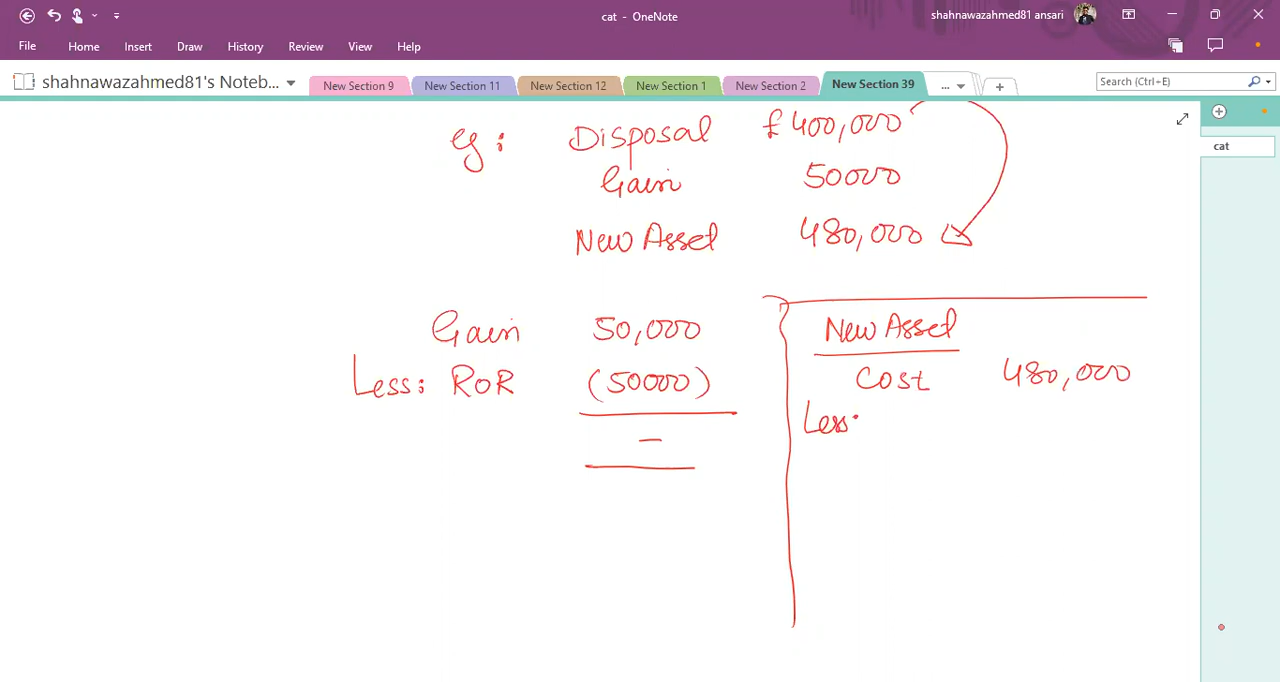 cat - OneNote
shahnawazahmed81 ansari
File Home Insert Draw History Review View Help
shahnawazahmed81's Noteb...
New Section 9 New Section 11 New Section 12 New Section 1 New Section 2 New Section 39 ...
Search (Ctrl+E)
cat
eg: Disposal £400,000
Gain 50000
New Asset 480,000
Gain 50,000
Less: RoR (50000)
–
New Asset
Cost 480,000
Less: